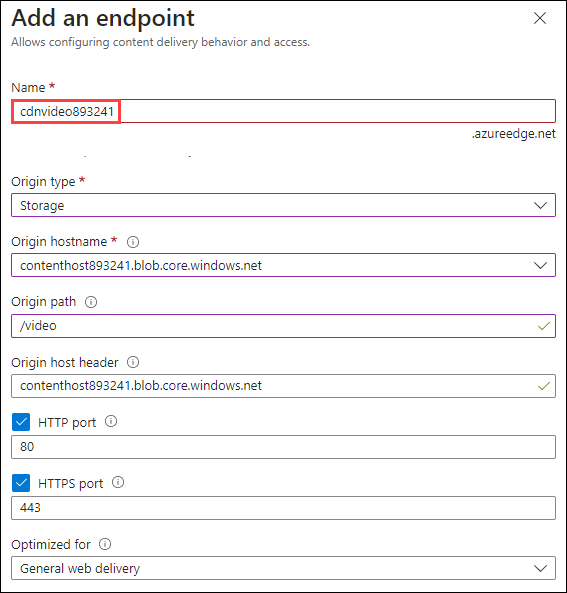 Add an endpoint
Allows configuring content delivery behavior and access.
Name *
cdnvideo893241
.azureedge.net
Origin type *
Storage
Origin hostname *
contenthost893241.blob.core.windows.net
Origin path
/video
Origin host header
contenthost893241.blob.core.windows.net
HTTP port
80
HTTPS port
443
Optimized for
General web delivery